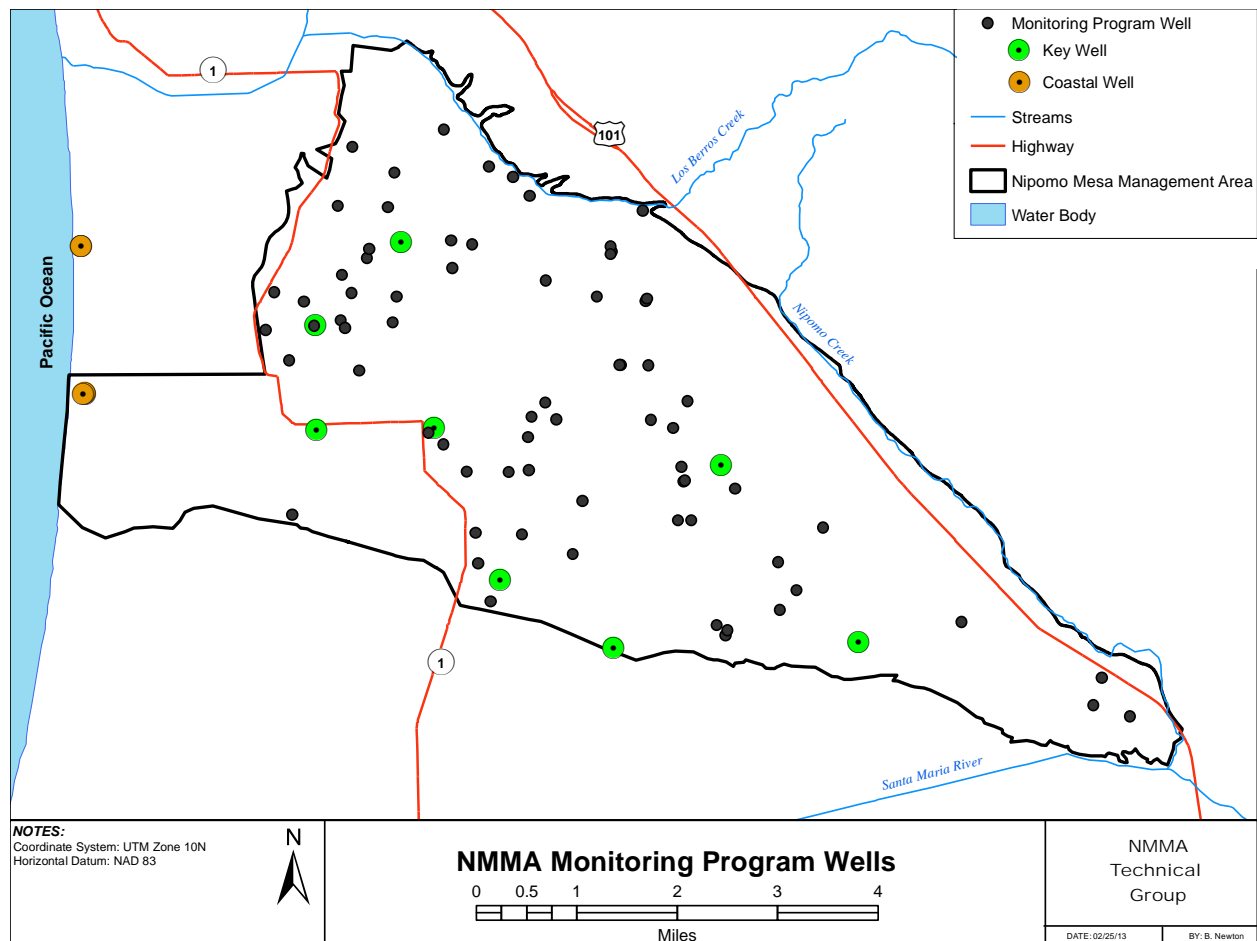 Monitoring Program Well
Key Well
Coastal Well
Streams
Highway
Nipomo Mesa Management Area
Water Body
1
101
Los Berros Creek
Pacific Ocean
Nipomo Creek
1
Santa Maria River
NOTES:
Coordinate System: UTM Zone 10N
Horizontal Datum: NAD 83
N
NMMA Monitoring Program Wells
0 0.5 1 2 3 4
Miles
NMMA
Technical
Group
DATE: 02/25/13 BY: B. Newton